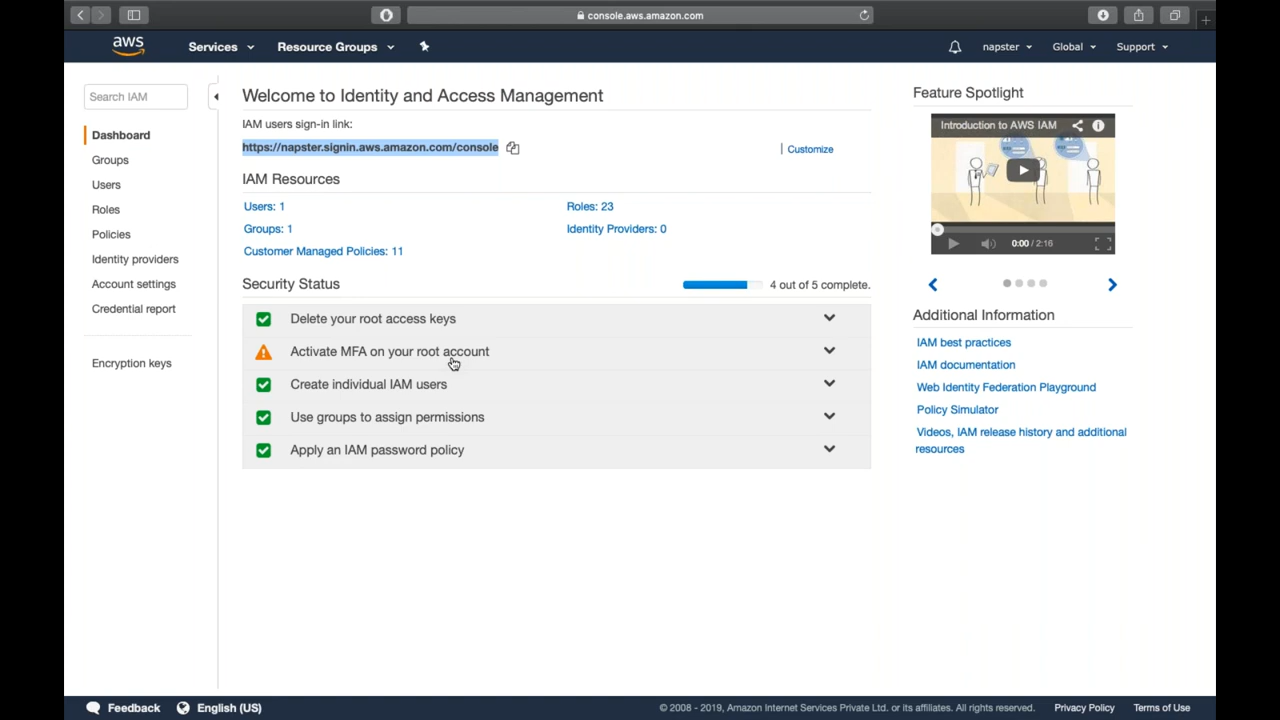 console.aws.amazon.com
aws Services Resource Groups napster Global Support
Search IAM
Dashboard
Groups
Users
Roles
Policies
Identity providers
Account settings
Credential report
Encryption keys
Welcome to Identity and Access Management
IAM users sign-in link:
https://napster.signin.aws.amazon.com/console | Customize
IAM Resources
Users: 1 Roles: 23
Groups: 1 Identity Providers: 0
Customer Managed Policies: 11
Security Status 4 out of 5 complete.
Delete your root access keys
Activate MFA on your root account
Create individual IAM users
Use groups to assign permissions
Apply an IAM password policy
Feature Spotlight
Introduction to AWS IAM
0:00 / 2:16
Additional Information
IAM best practices
IAM documentation
Web Identity Federation Playground
Policy Simulator
Videos, IAM release history and additional
resources
Feedback English (US) © 2008 - 2019, Amazon Internet Services Private Ltd. or its affiliates. All rights reserved. Privacy Policy Terms of Use